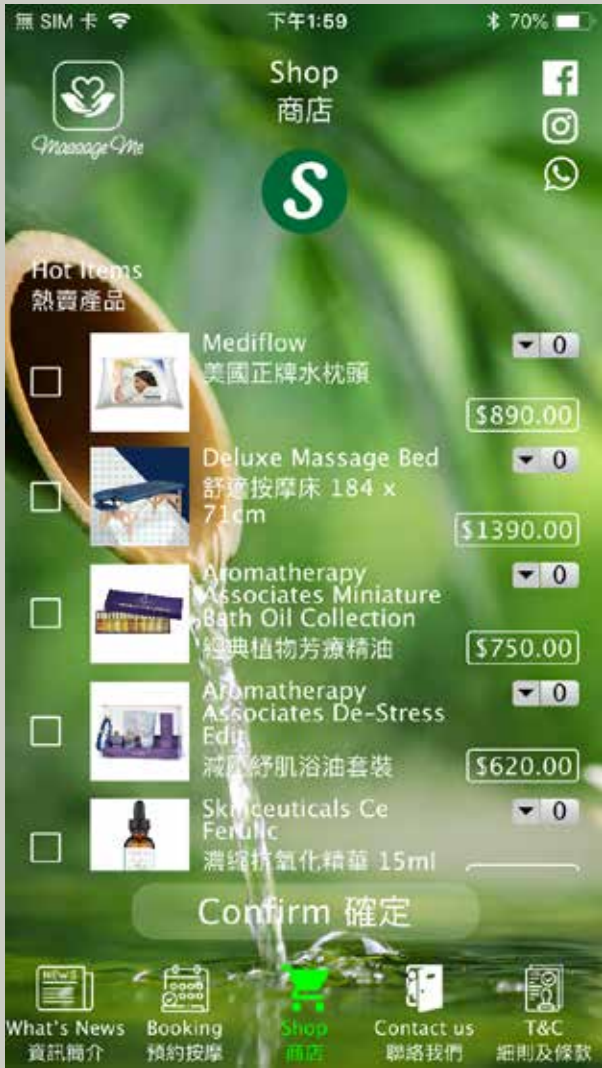 無 SIM 卡
下午1:59
70%
Massage Me
Shop
商店
S
Hot Items
熱賣產品
Mediflow
美國正牌水枕頭
0
$890.00
Deluxe Massage Bed
舒適按摩床 184 x
71cm
0
$1390.00
Aromatherapy
Associates Miniature
Bath Oil Collection
經典植物芳療精油
0
$750.00
Aromatherapy
Associates De-Stress
Edit
減壓紓肌浴油套裝
0
$620.00
Skinceuticals Ce
Ferulic
濃縮抗氧化精華 15ml
0
Confirm 確定
NEWS
What's News
資訊簡介
Booking
預約按摩
Shop
商店
Contact us
聯絡我們
T&C
細則及條款